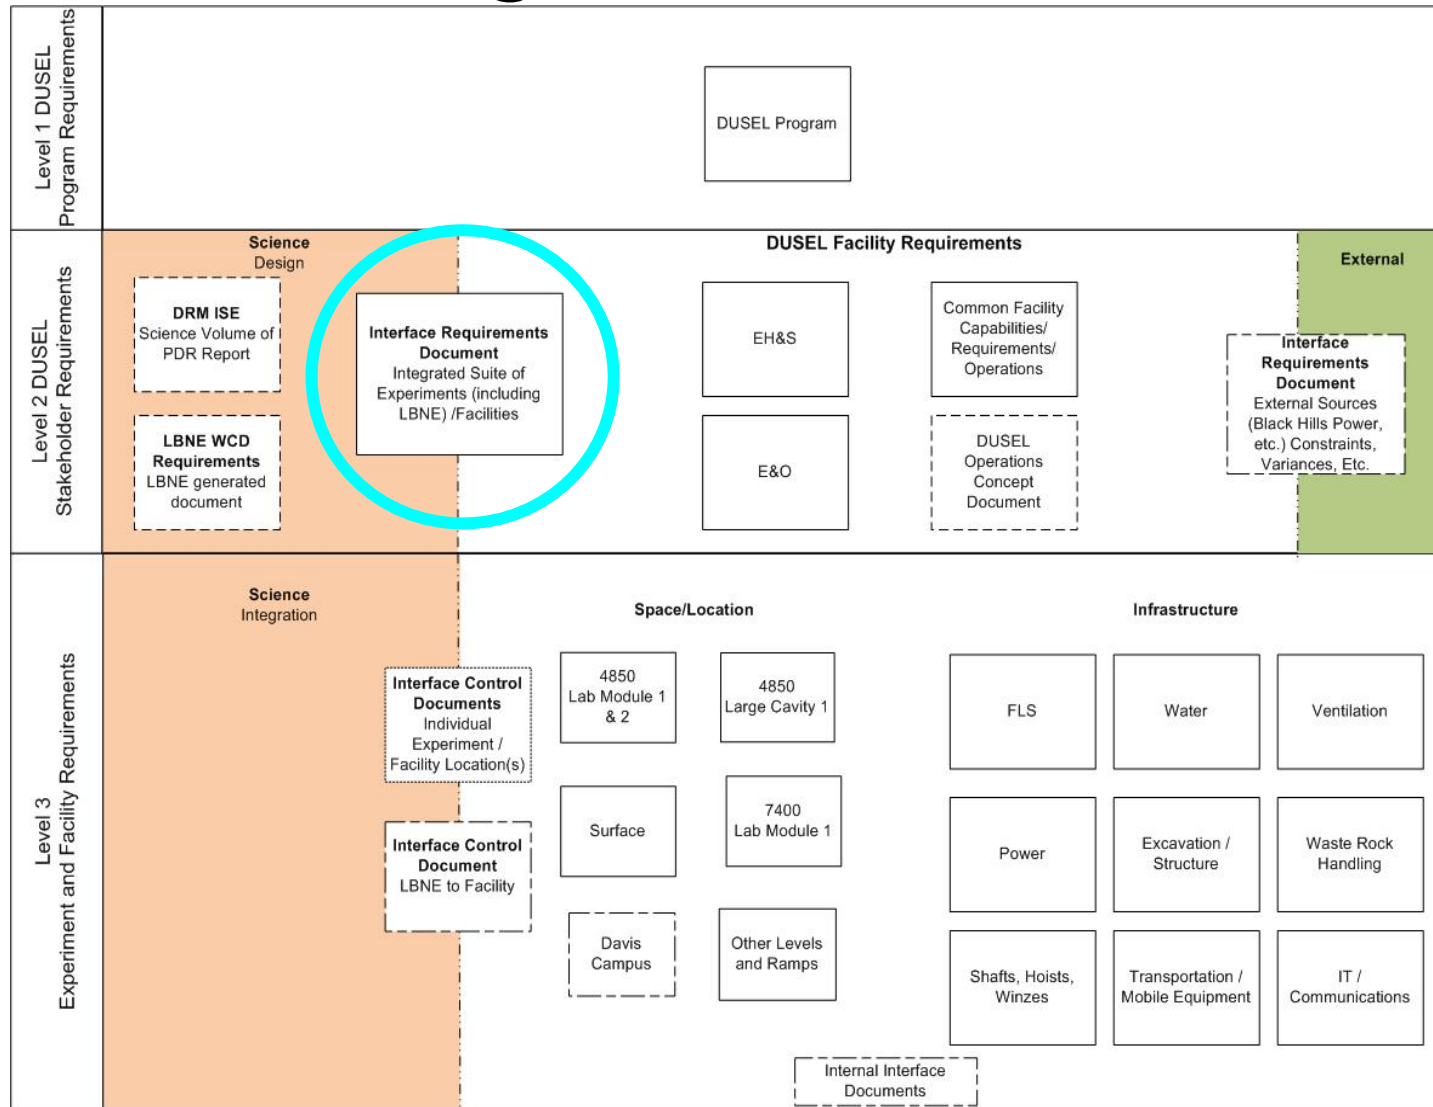 Level 1 DUSEL
Program Requirements
DUSEL Program
Level 2 DUSEL
Stakeholder Requirements
Science
Design
DRM ISE
Science Volume of
PDR Report
LBNE WCD
Requirements
LBNE generated
document
Interface Requirements
Document
Integrated Suite of
Experiments (including
LBNE) /Facilities
DUSEL Facility Requirements
EH&S
Common Facility
Capabilities/
Requirements/
Operations
E&O
DUSEL
Operations
Concept
Document
External
Interface
Requirements
Document
External Sources
(Black Hills Power,
etc.) Constraints,
Variances, Etc.
Level 3
Experiment and Facility Requirements
Science
Integration
Interface Control
Documents
Individual
Experiment /
Facility Location(s)
Interface Control
Document
LBNE to Facility
Space/Location
4850
Lab Module 1
& 2
4850
Large Cavity 1
Surface
7400
Lab Module 1
Davis
Campus
Other Levels
and Ramps
Infrastructure
FLS
Water
Ventilation
Power
Excavation /
Structure
Waste Rock
Handling
Shafts, Hoists,
Winzes
Transportation /
Mobile Equipment
IT /
Communications
Internal Interface
Documents